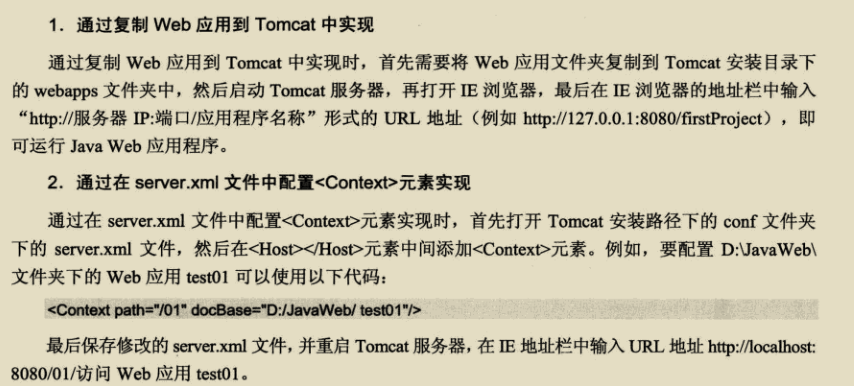 1．通过复制 Web 应用到 Tomcat 中实现
通过复制 Web 应用到 Tomcat 中实现时，首先需要将 Web 应用文件夹复制到 Tomcat 安装目录下
的 webapps 文件夹中，然后启动 Tomcat 服务器，再打开 IE 浏览器，最后在 IE 浏览器的地址栏中输入
“http://服务器 IP:端口/应用程序名称”形式的 URL 地址（例如 http://127.0.0.1:8080/firstProject），即
可运行 Java Web 应用程序。
2．通过在 server.xml 文件中配置<Context>元素实现
通过在 server.xml 文件中配置<Context>元素实现时，首先打开 Tomcat 安装路径下的 conf 文件夹
下的 server.xml 文件，然后在<Host></Host>元素中间添加<Context>元素。例如，要配置 D:\JavaWeb\
文件夹下的 Web 应用 test01 可以使用以下代码：
<Context path="/01" docBase="D:/JavaWeb/ test01"/>
最后保存修改的 server.xml 文件，并重启 Tomcat 服务器，在 IE 地址栏中输入 URL 地址 http://localhost:
8080/01/访问 Web 应用 test01。